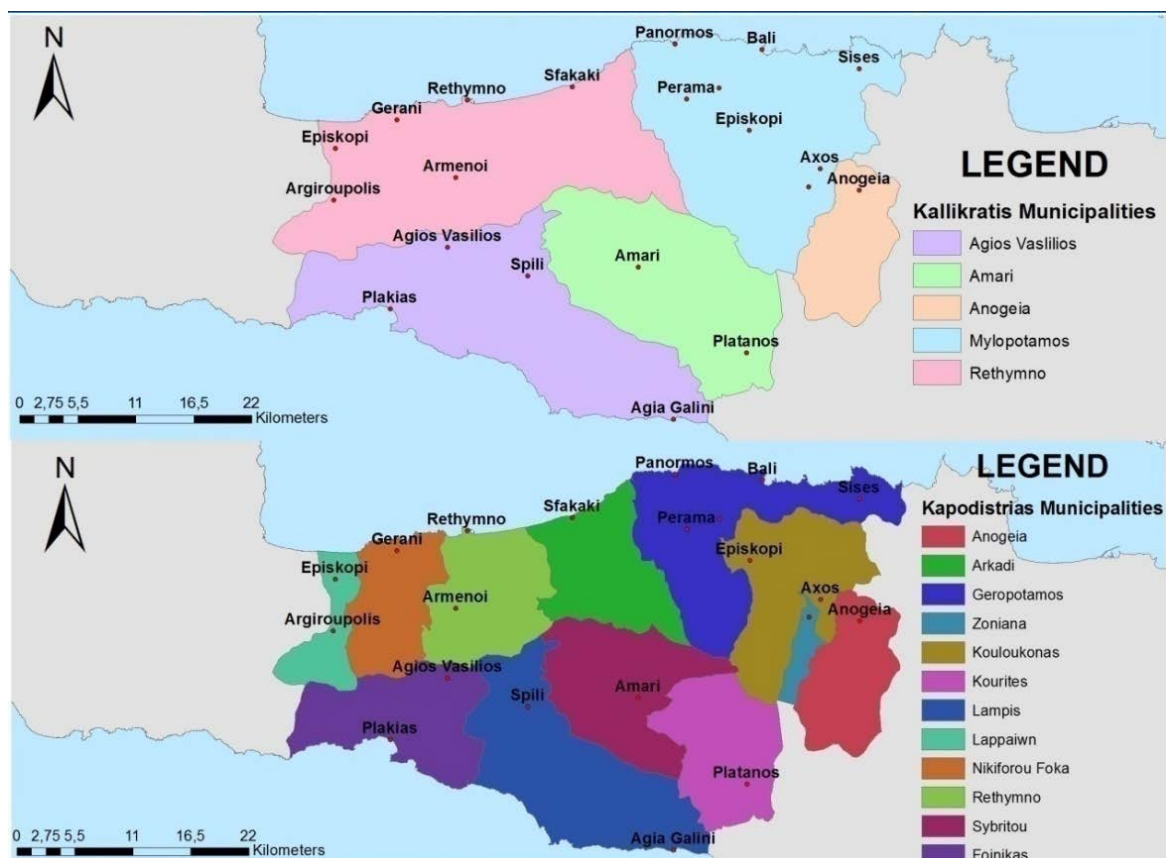 N
Panormos
Bali
Sises
Sfakaki
Rethymno
Perama
Gerani
Episkopi
Episkopi
Armenoi
Axos
Argiroupolis
Anogeia
Agios Vasilios
Amari
Spili
Plakias
Platanos
Agia Galini
0 2,75 5,5 11 16,5 22
Kilometers
LEGEND
Kallikratis Municipalities
Agios Vaslilios
Amari
Anogeia
Mylopotamos
Rethymno
N
Panormos
Bali
Sises
Sfakaki
Rethymno
Perama
Gerani
Episkopi
Episkopi
Armenoi
Axos
Argiroupolis
Anogeia
Agios Vasilios
Amari
Spili
Plakias
Platanos
Agia Galini
0 2,75 5,5 11 16,5 22
Kilometers
LEGEND
Kapodistrias Municipalities
Anogeia
Arkadi
Geropotamos
Zoniana
Kouloukonas
Kourites
Lampis
Lappaiwn
Nikiforou Foka
Rethymno
Sybritou
Foinikas